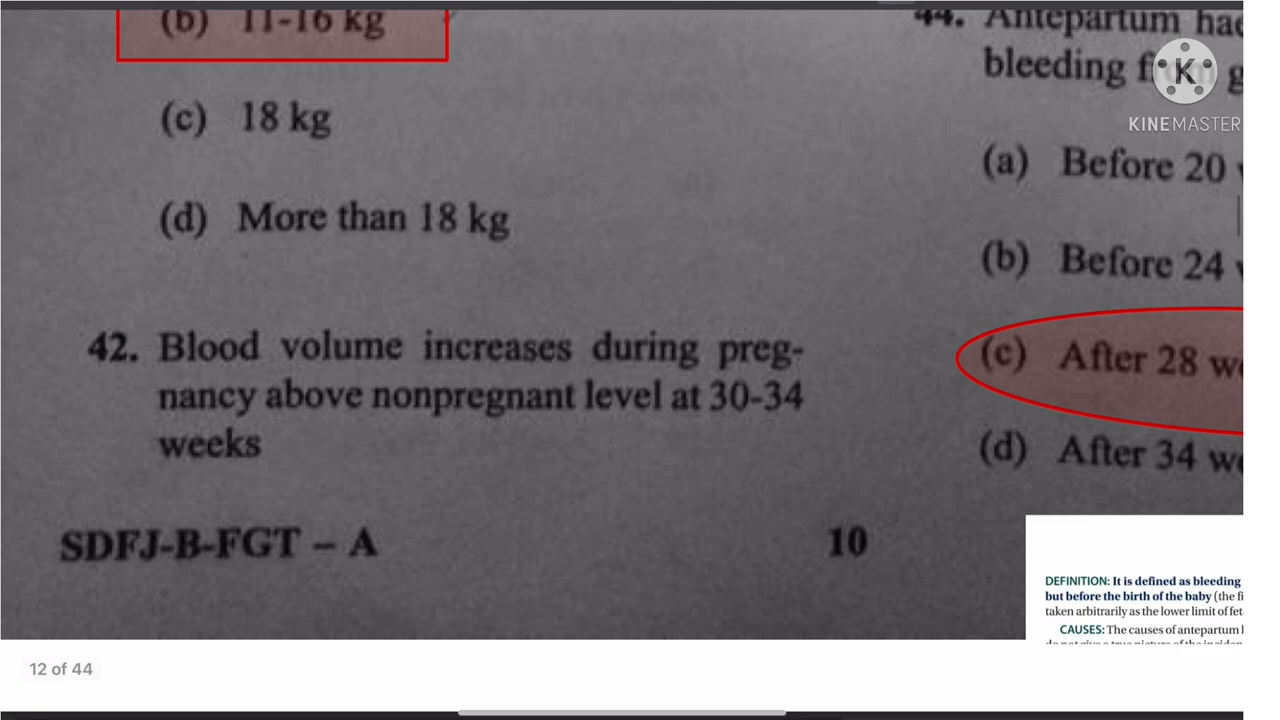 (b) 11-16 kg
(c) 18 kg
(d) More than 18 kg
42. Blood volume increases during preg-
nancy above nonpregnant level at 30-34
weeks
SDFJ-B-FGT – A
10
44. Antepartum
bleeding
(a) Before 20
(b) Before 24
(c) After 28
(d) After 34
K
KINEMASTER
DEFINITION: It is defined as bleeding
but before the birth of the baby (the
taken arbitrarily as the lower limit of
CAUSES: The causes of antepartum
12 of 44